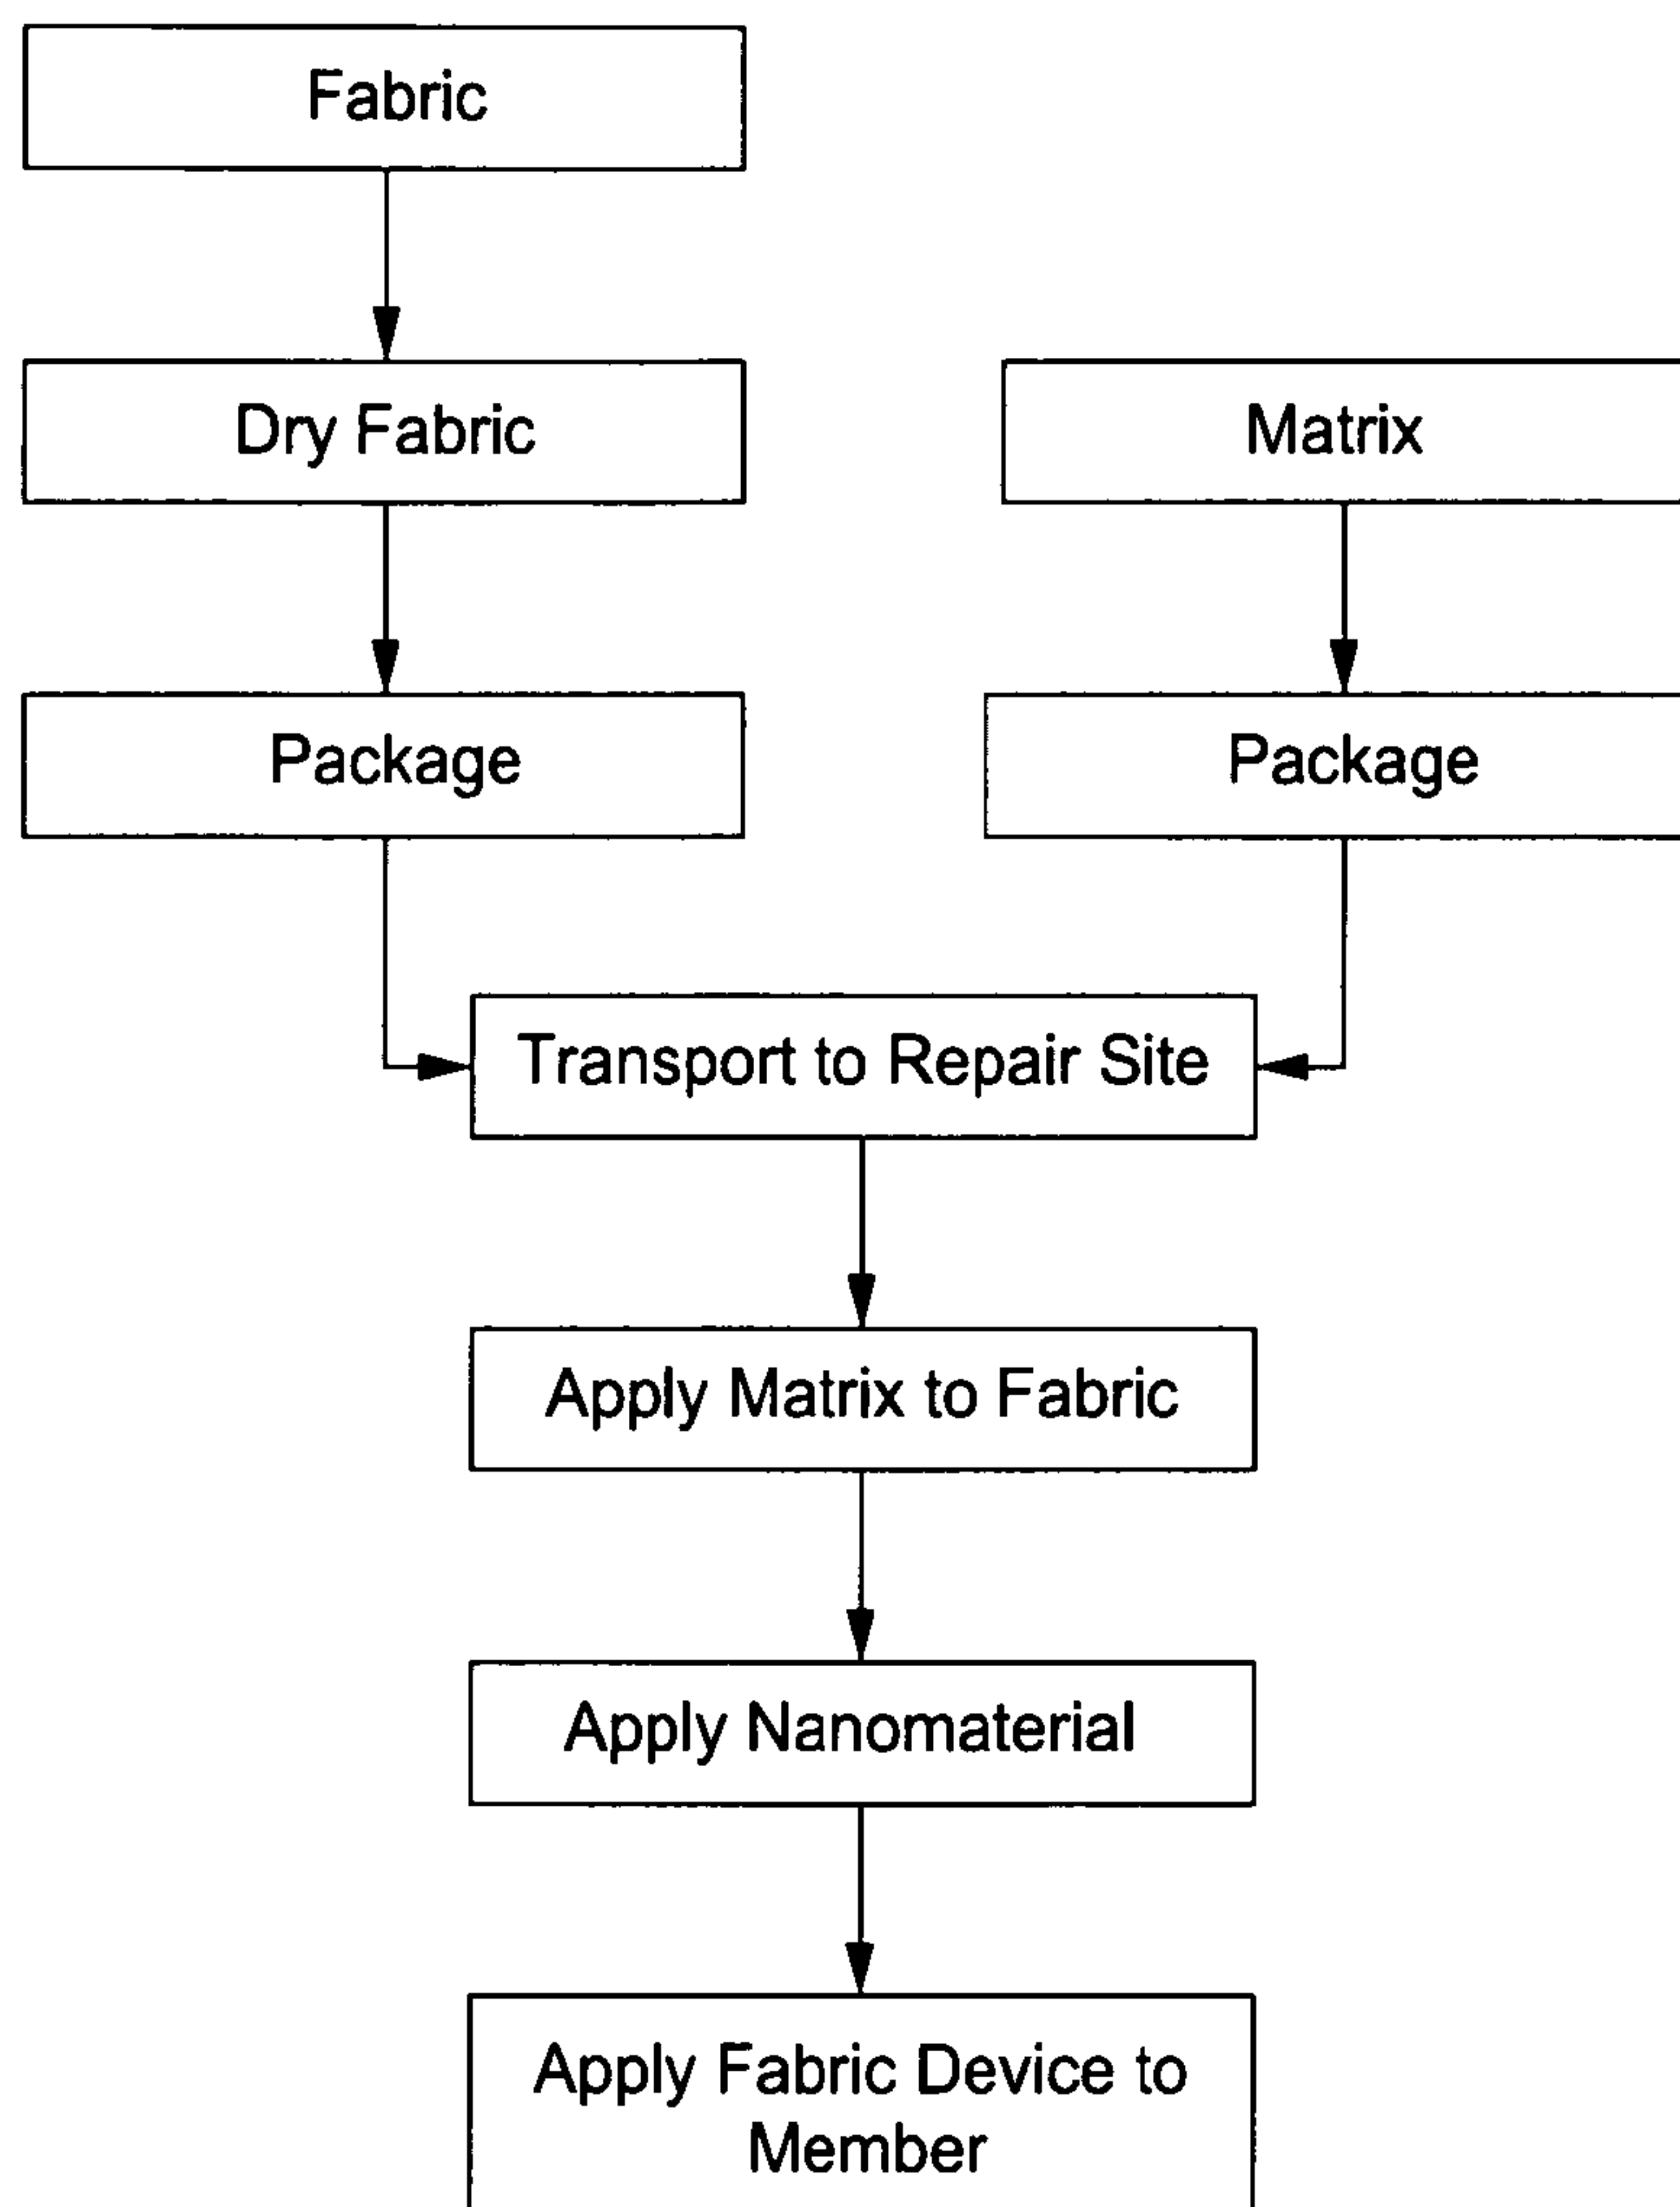 Fabric
Dry Fabric
Matrix
Package
Package
Transport to Repair Site
Apply Matrix to Fabric
Apply Nanomaterial
Apply Fabric Device to
Member